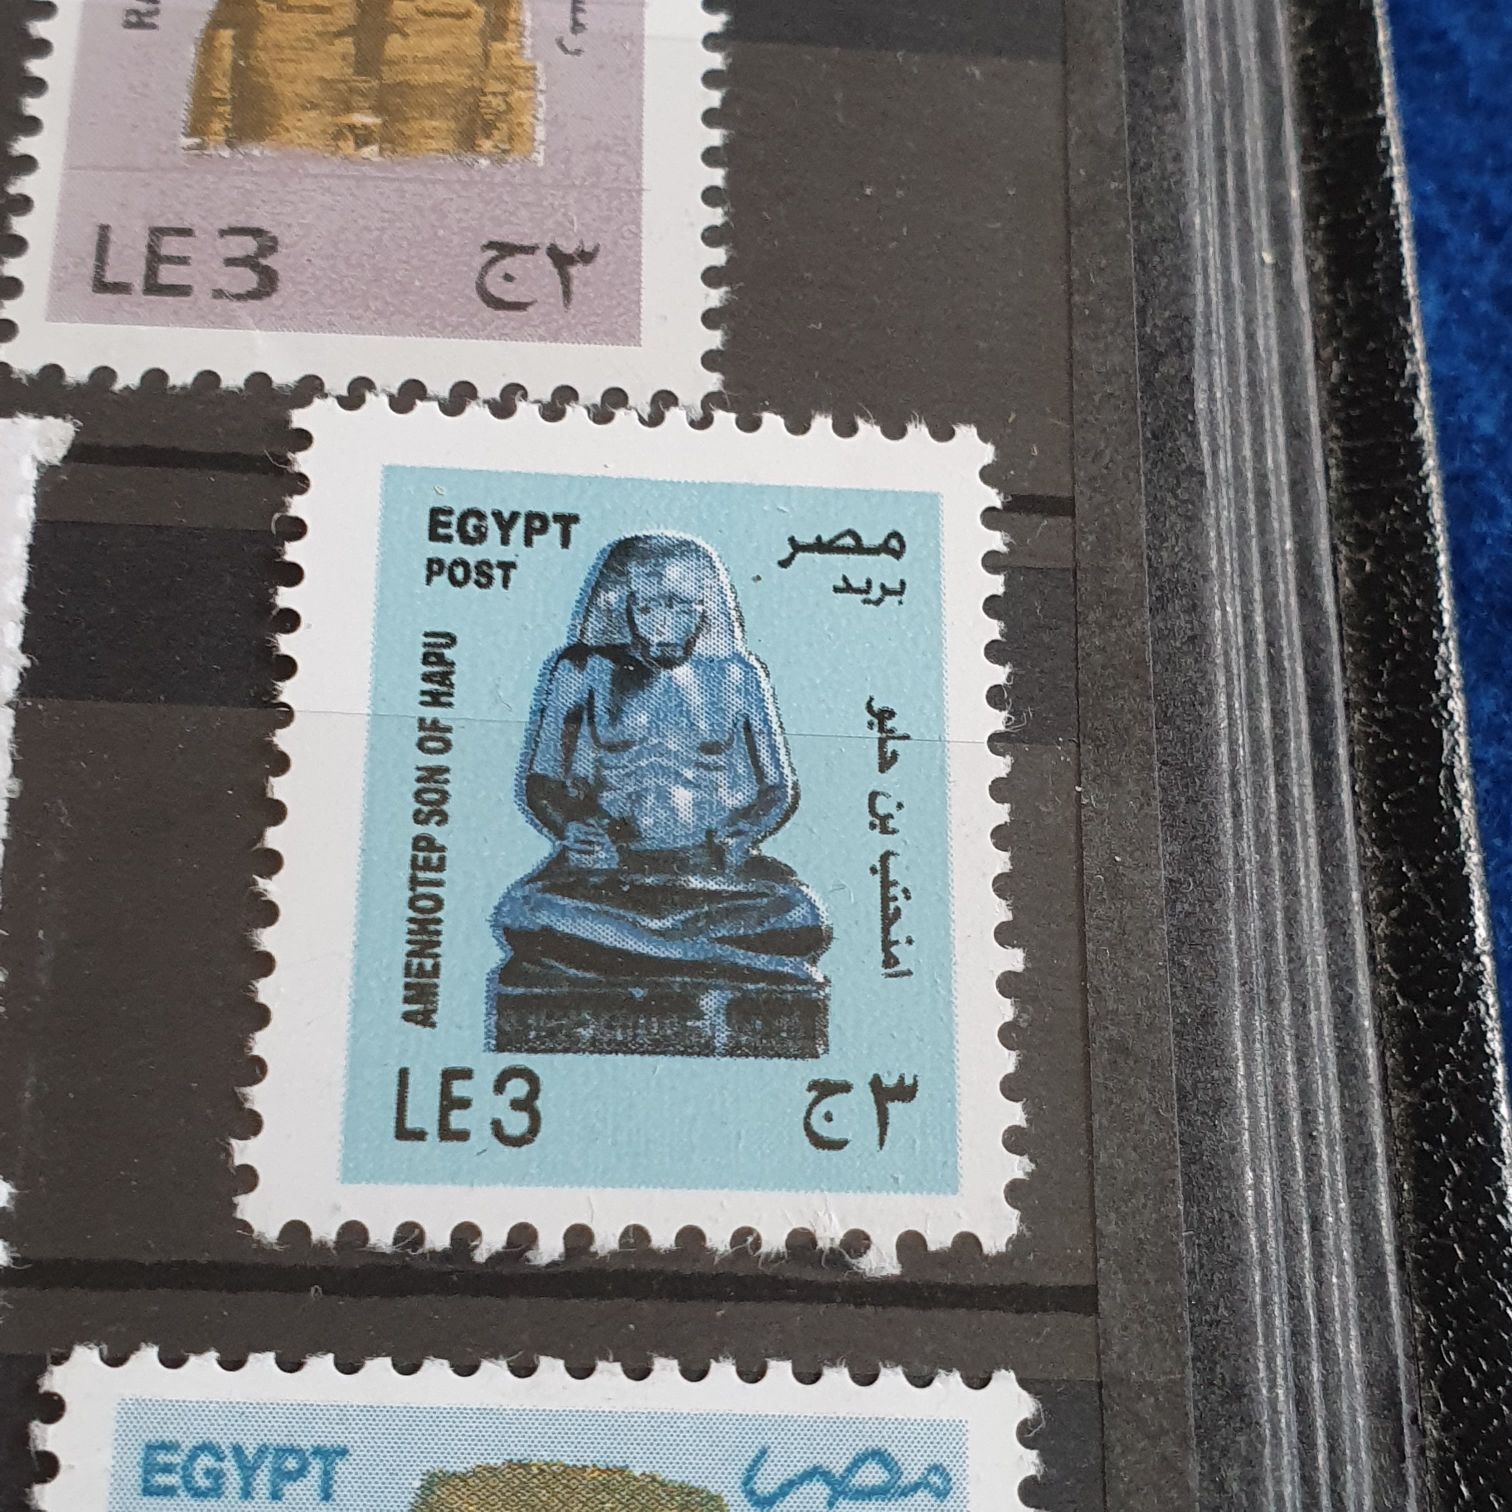 LE3
٣ج
EGYPT
POST
مصر
بريد
AMENHOTEP SON OF HAPU
امنحتب بن حابو
LE3
٣ج
EGYPT
مصر